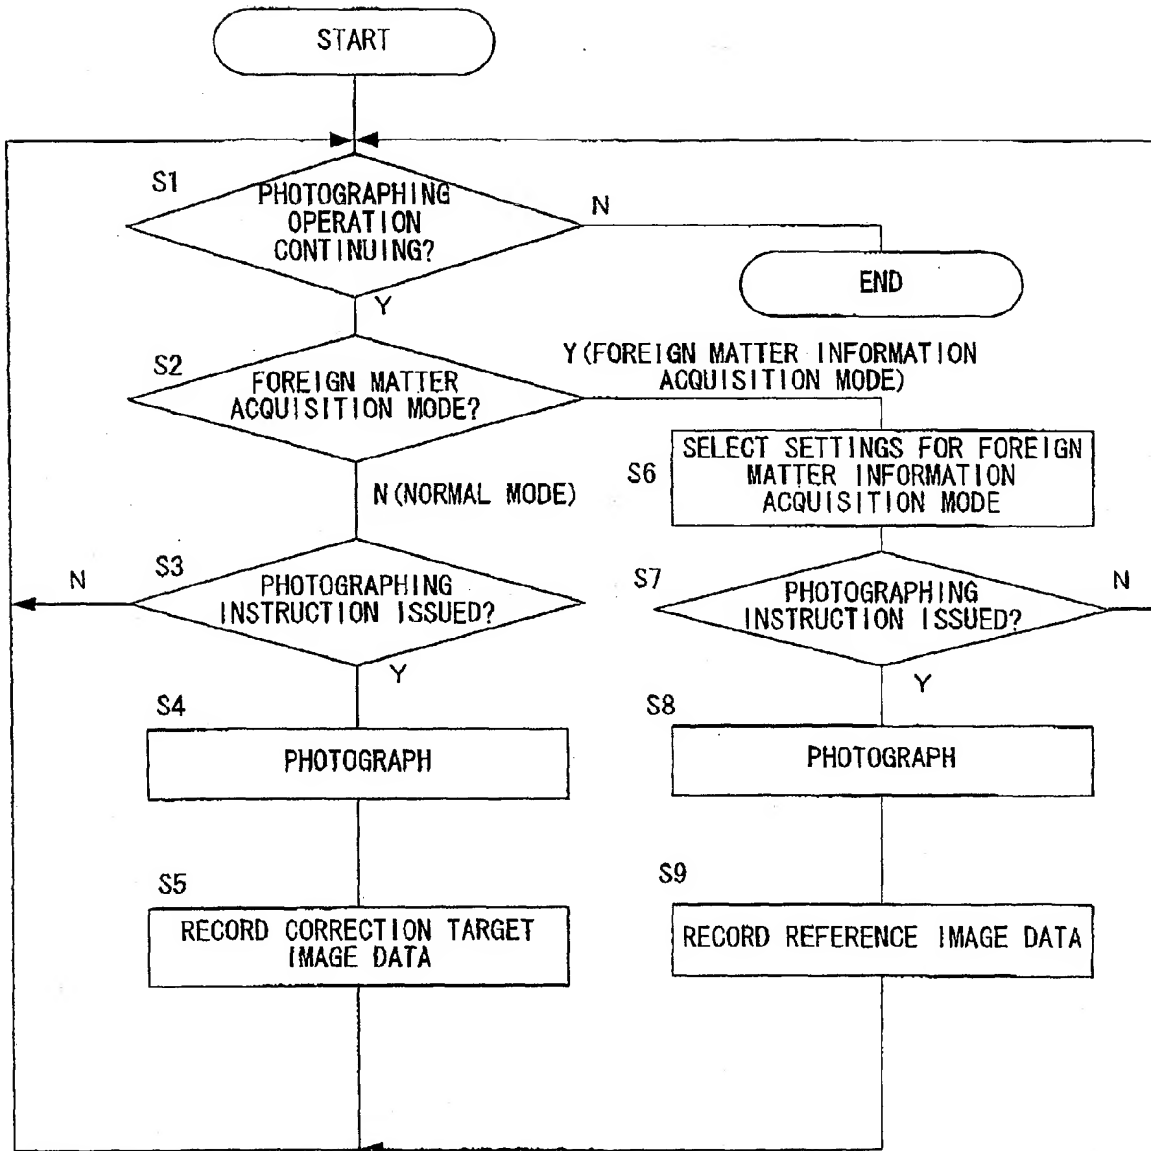 START
S1
PHOTOGRAPHING
OPERATION
CONTINUING?
N
END
Y
S2
FOREIGN MATTER
ACQUISITION MODE?
Y(FOREIGN MATTER INFORMATION
ACQUISITION MODE)
N(NORMAL MODE)
S6
SELECT SETTINGS FOR FOREIGN
MATTER INFORMATION
ACQUISITION MODE
S3
PHOTOGRAPHING
INSTRUCTION ISSUED?
N
Y
S7
PHOTOGRAPHING
INSTRUCTION ISSUED?
N
Y
S4
PHOTOGRAPH
S8
PHOTOGRAPH
S5
RECORD CORRECTION TARGET
IMAGE DATA
S9
RECORD REFERENCE IMAGE DATA